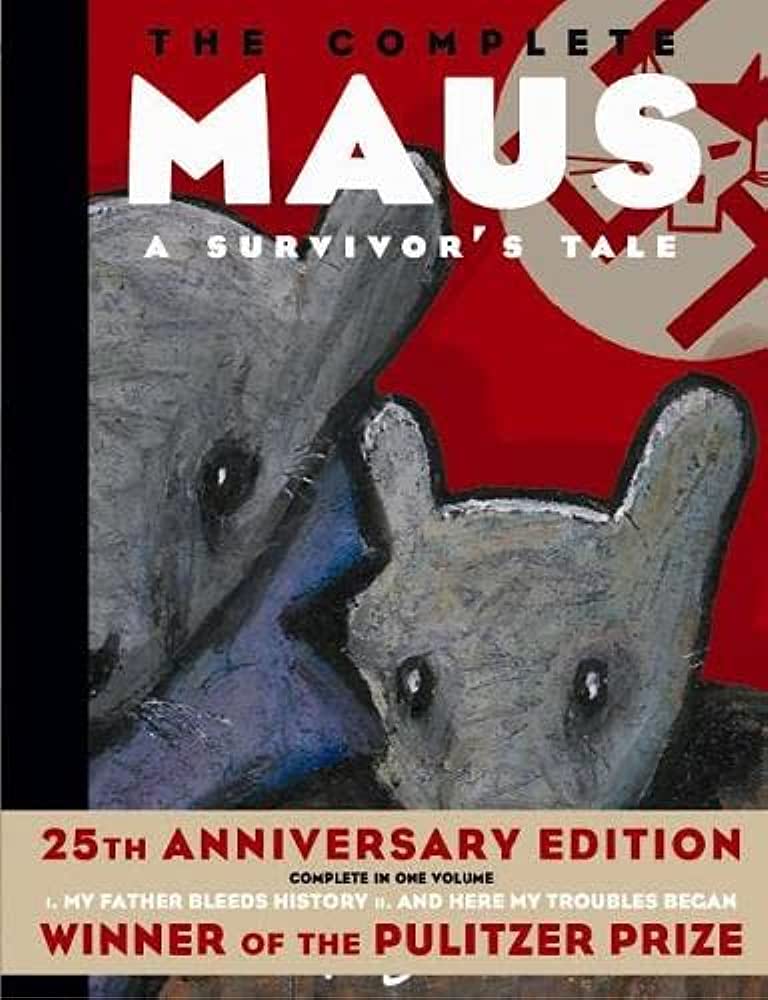 THE COMPLETE
MAUS
A SURVIVOR'S TALE
25TH ANNIVERSARY EDITION
COMPLETE IN ONE VOLUME
I. MY FATHER BLEEDS HISTORY II. AND HERE MY TROUBLES BEGAN
WINNER OF THE PULITZER PRIZE